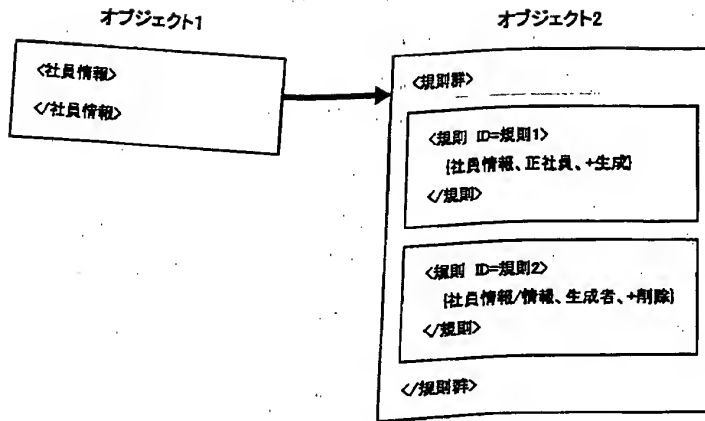 オブジェクト1
<社員情報>
</社員情報>
オブジェクト2
<規則群>
<規則 ID=規則1>
{社員情報、正社員、+生成}
</規則>
<規則 ID=規則2>
{社員情報/情報、生成者、+削除}
</規則>
</規則群>